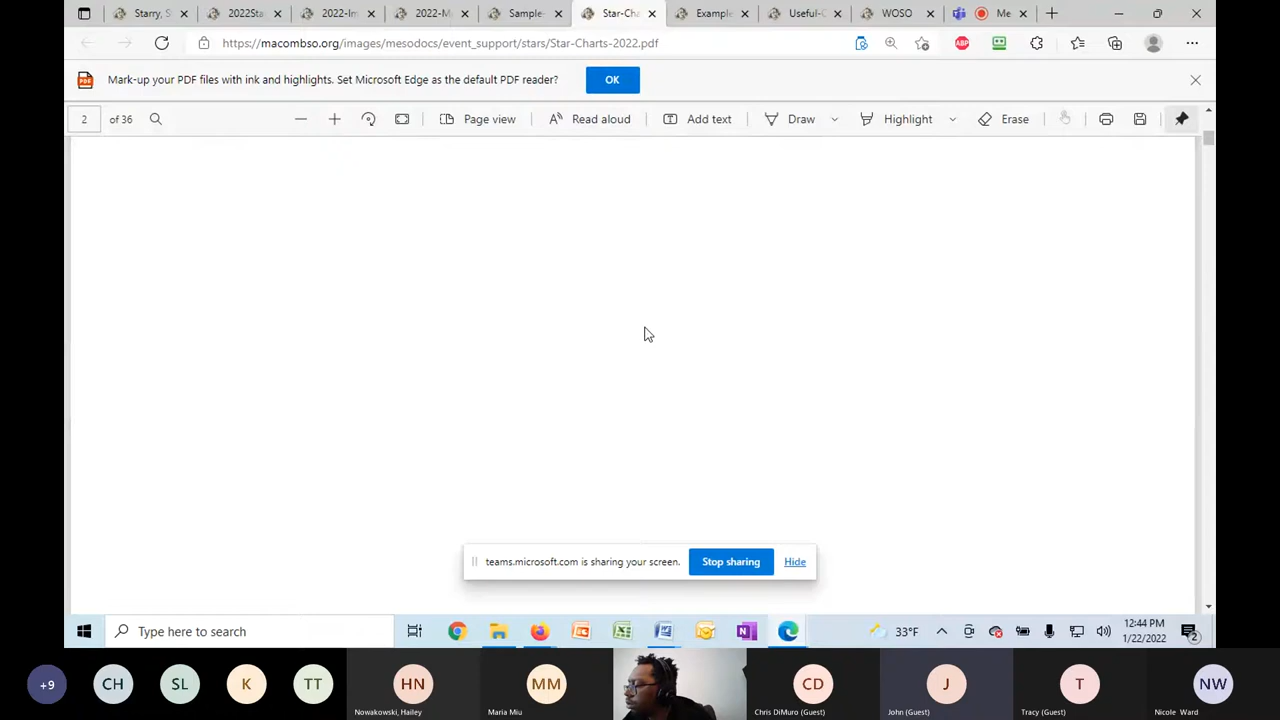 Starry, S
2022Sta
2022-Im
2022-M
Sample-
Star-Cha
Example
Useful-C
WOSO
Me
https://macombso.org/images/mesodocs/event_support/stars/Star-Charts-2022.pdf
ABP
PDF
Mark-up your PDF files with ink and highlights. Set Microsoft Edge as the default PDF reader?
OK
2 of 36
Page view
Read aloud
Add text
Draw
Highlight
Erase
teams.microsoft.com is sharing your screen.
Stop sharing
Hide
Type here to search
33°F
12:44 PM
1/22/2022
2
+9
CH
SL
K
TT
HN
Nowakowski, Hailey
MM
Maria Miu
CD
Chris DiMuro (Guest)
J
John (Guest)
T
Tracy (Guest)
NW
Nicole Ward